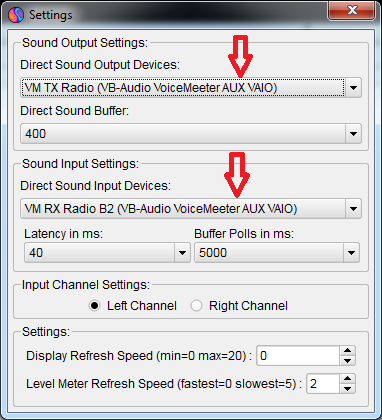 Settings
Sound Output Settings:
Direct Sound Output Devices:
VM TX Radio (VB-Audio VoiceMeeter AUX VAIO)
Direct Sound Buffer:
400
Sound Input Settings:
Direct Sound Input Devices:
VM RX Radio B2 (VB-Audio VoiceMeeter AUX VAIO)
Latency in ms: Buffer Polls in ms:
40 5000
Input Channel Settings:
Left Channel Right Channel
Settings:
Display Refresh Speed (min=0 max=20) : 0
Level Meter Refresh Speed (fastest=0 slowest=5) : 2